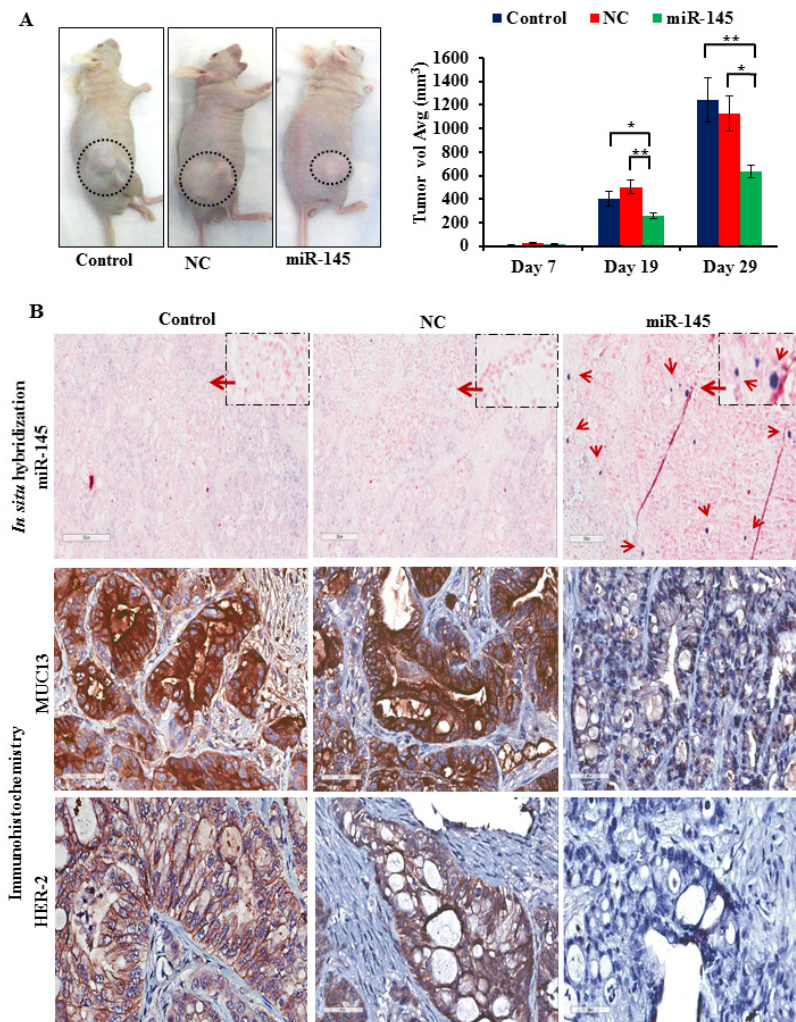 A
Control
NC
miR-145
Control NC miR-145
Tumor vol Avg (mm³)
1600
1400
1200
1000
800
600
400
200
0
**
*
*
**
Day 7
Day 19
Day 29
B
Control
NC
miR-145
In situ hybridization
miR-145
Immunohistochemistry
MUC13
HER-2